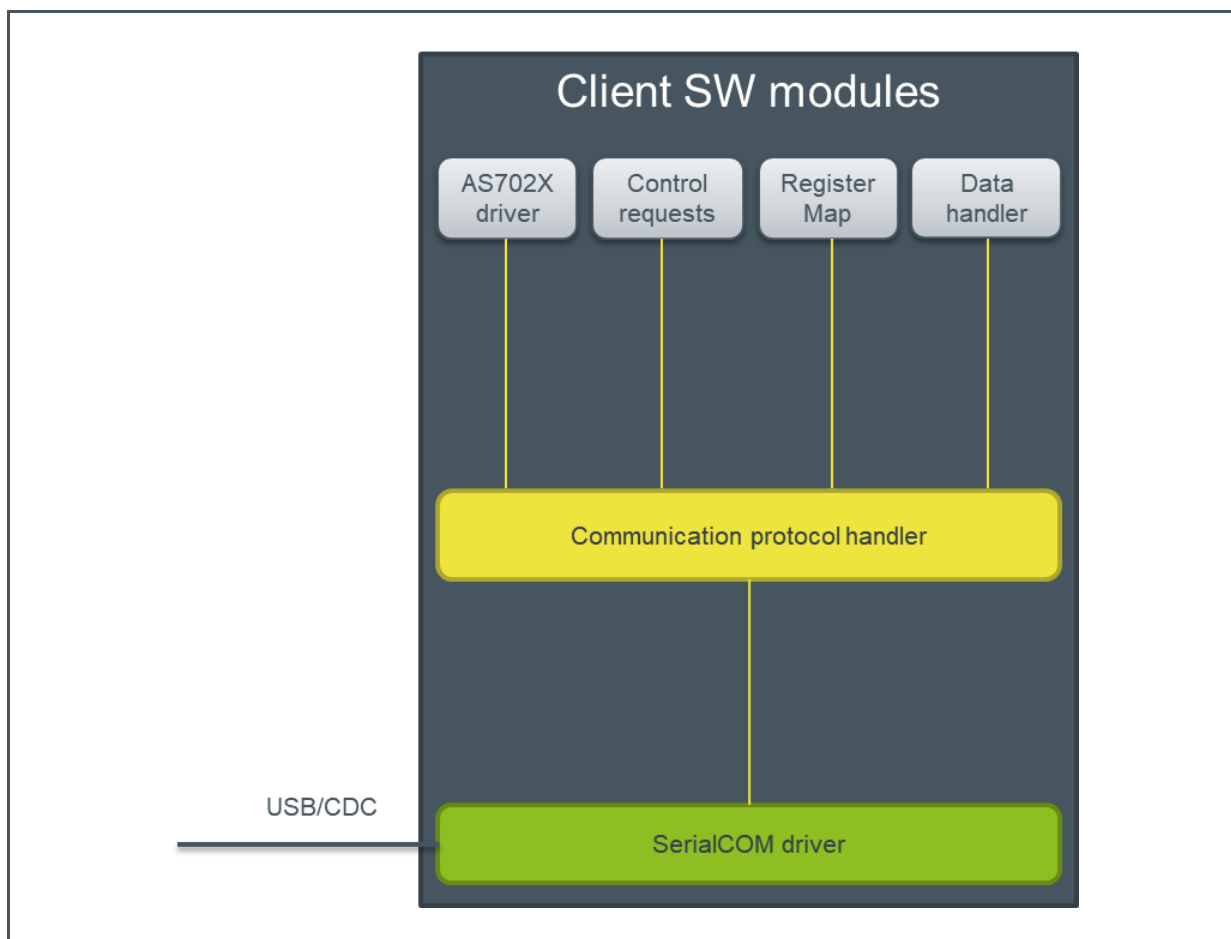 Client SW modules
AS702X
driver
Control
requests
Register
Map
Data
handler
Communication protocol handler
USB/CDC
SerialCOM driver